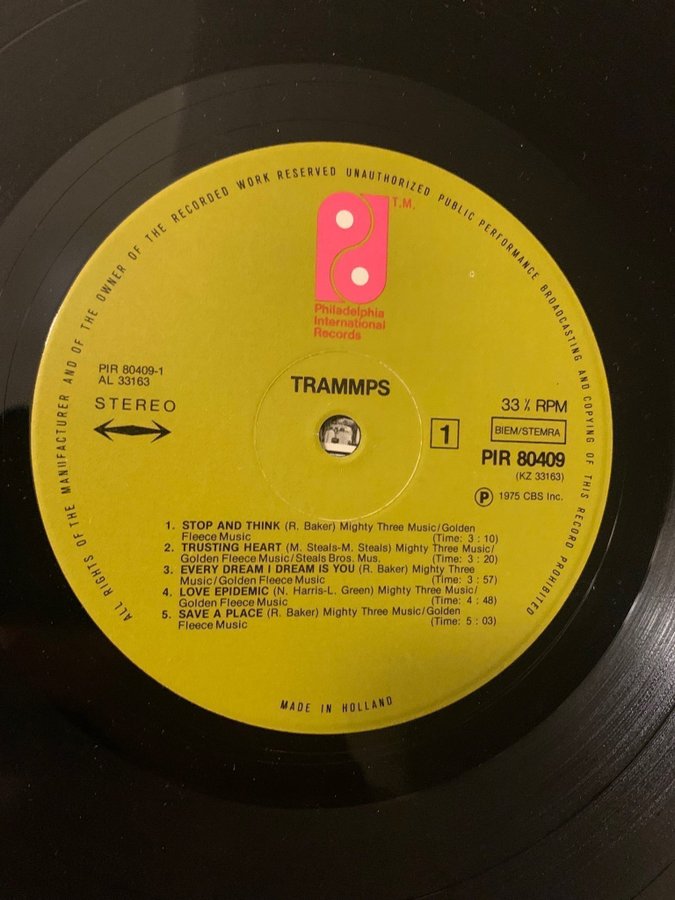 ALL RIGHTS OF THE MANUFACTURER AND OF THE OWNER OF THE RECORDED WORK RESERVED UNAUTHORIZED PUBLIC PERFORMANCE BROADCASTING AND COPYING OF THIS RECORD PROHIBITED
T.M.
Philadelphia
International
Records
PIR 80409-1
AL 33163
STEREO
TRAMMPS
1
33⅓ RPM
BIEM/STEMRA
PIR 80409
(KZ 33163)
Ⓟ 1975 CBS Inc.
1. STOP AND THINK (R. Baker) Mighty Three Music/Golden
Fleece Music (Time: 3 : 10)
2. TRUSTING HEART (M. Steals-M. Steals) Mighty Three Music/
Golden Fleece Music/Steals Bros. Mus. (Time: 3 : 20)
3. EVERY DREAM I DREAM IS YOU (R. Baker) Mighty Three
Music/Golden Fleece Music (Time: 3 : 57)
4. LOVE EPIDEMIC (N. Harris-L. Green) Mighty Three Music/
Golden Fleece Music (Time: 4 : 48)
5. SAVE A PLACE (R. Baker) Mighty Three Music/Golden
Fleece Music (Time: 5 : 03)
MADE IN HOLLAND